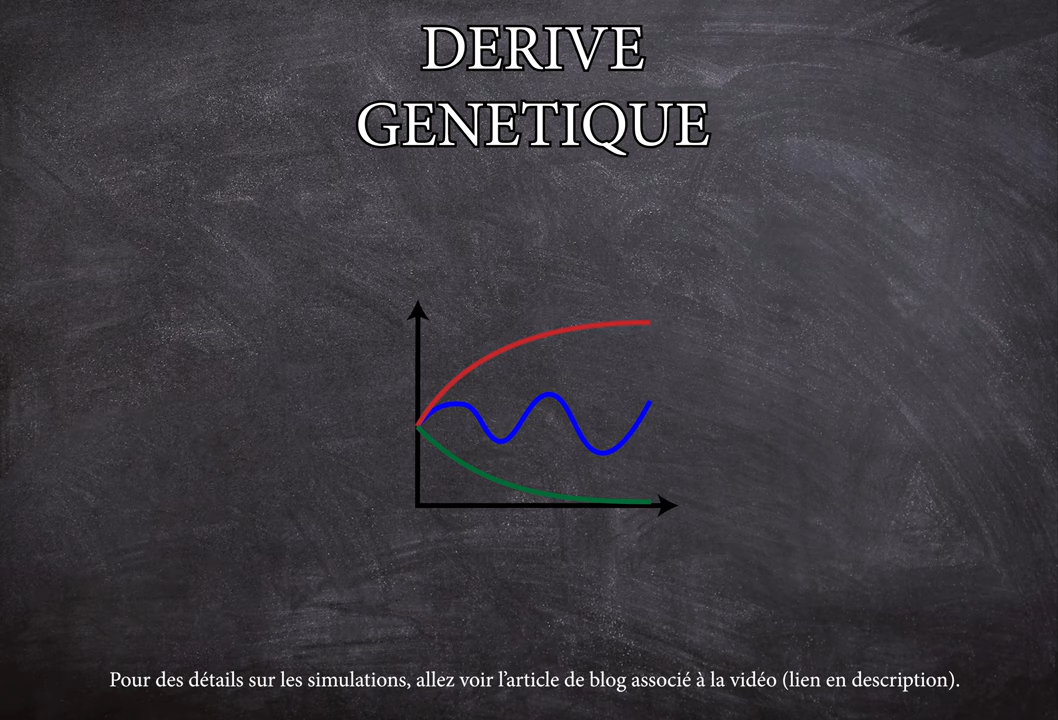 DERIVE
GENETIQUE
Pour des détails sur les simulations, allez voir l'article de blog associé à la vidéo (lien en description).